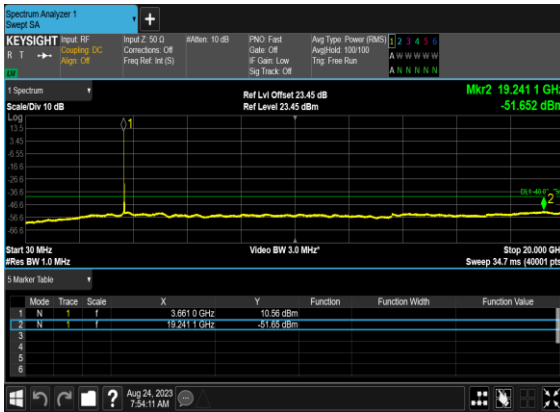 Spectrum Analyzer 1
Swept SA
KEYSIGHT Input: RF Input Z: 50 Ω #Atten: 10 dB PNO: Fast Avg Type: Power (RMS) 1 2 3 4 5 6
R T Coupling: DC Corrections: Off Gate: Off Avg|Hold: 100/100 A W W W W W
Align: Off Freq Ref: Int (S) IF Gain: Low Trig: Free Run
Sig Track: Off A N N N N N
1 Spectrum Ref Lvl Offset 23.45 dB Mkr2 19.241 1 GHz
Scale/Div 10 dB Ref Level 23.45 dBm -51.652 dBm
Log
13.5
3.45
-6.55
-16.6
-26.6
-36.6
-46.6
-56.6
-66.6
1
2
Start 30 MHz Video BW 3.0 MHz* Stop 20.000 GH
#Res BW 1.0 MHz Sweep 34.7 ms (40001 pts
5 Marker Table
Mode Trace Scale X Y Function Function Width Function Value
1 N 1 f 3.661 0 GHz 10.56 dBm
2 N 1 f 19.241 1 GHz -51.65 dBm
3
4
5
6
? Aug 24, 2023
7:54:11 AM